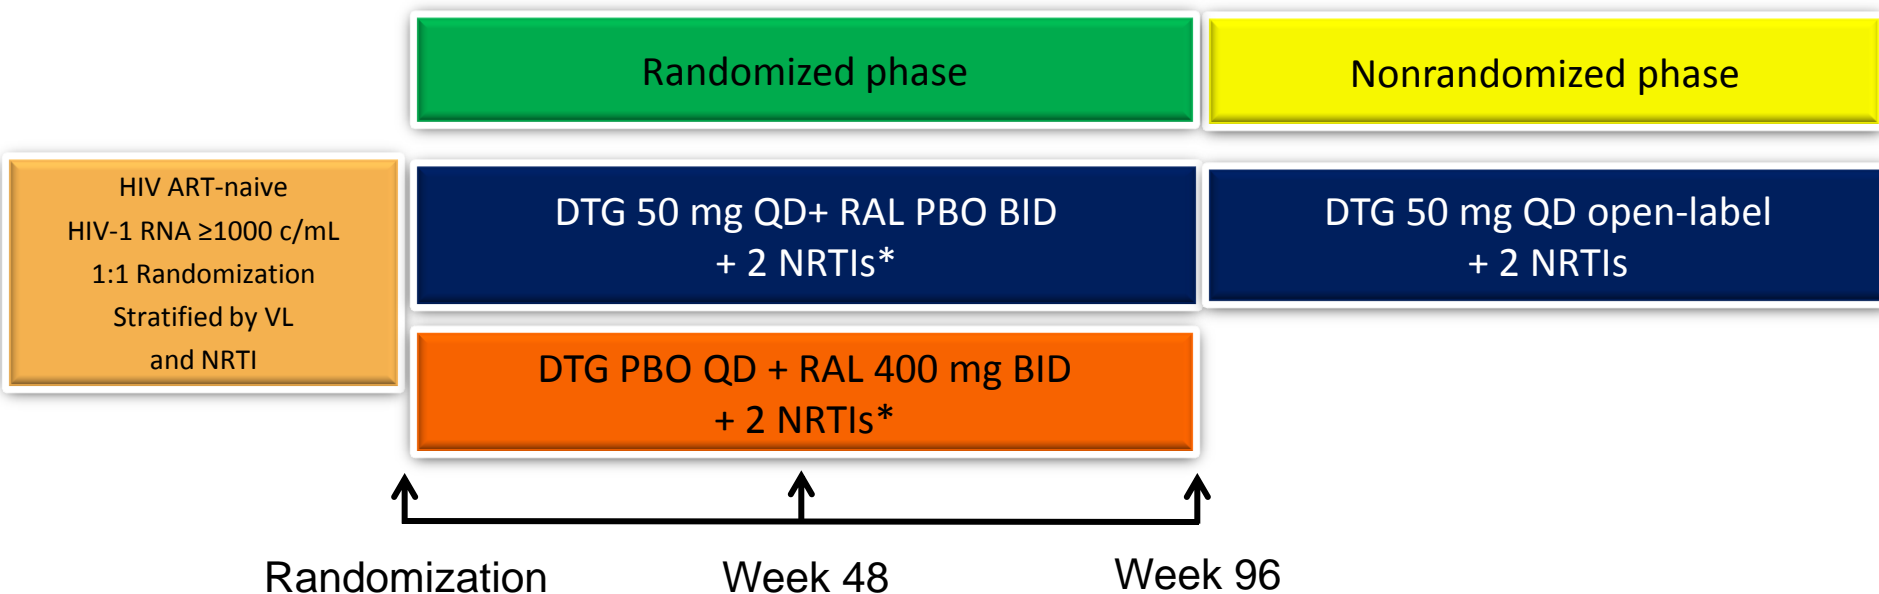 Randomized phase
Nonrandomized phase
HIV ART-naive
HIV-1 RNA ≥1000 c/mL
1:1 Randomization
Stratified by VL
and NRTI
DTG 50 mg QD+ RAL PBO BID
+ 2 NRTIs*
DTG 50 mg QD open-label
+ 2 NRTIs
DTG PBO QD + RAL 400 mg BID
+ 2 NRTIs*
Randomization
Week 48
Week 96